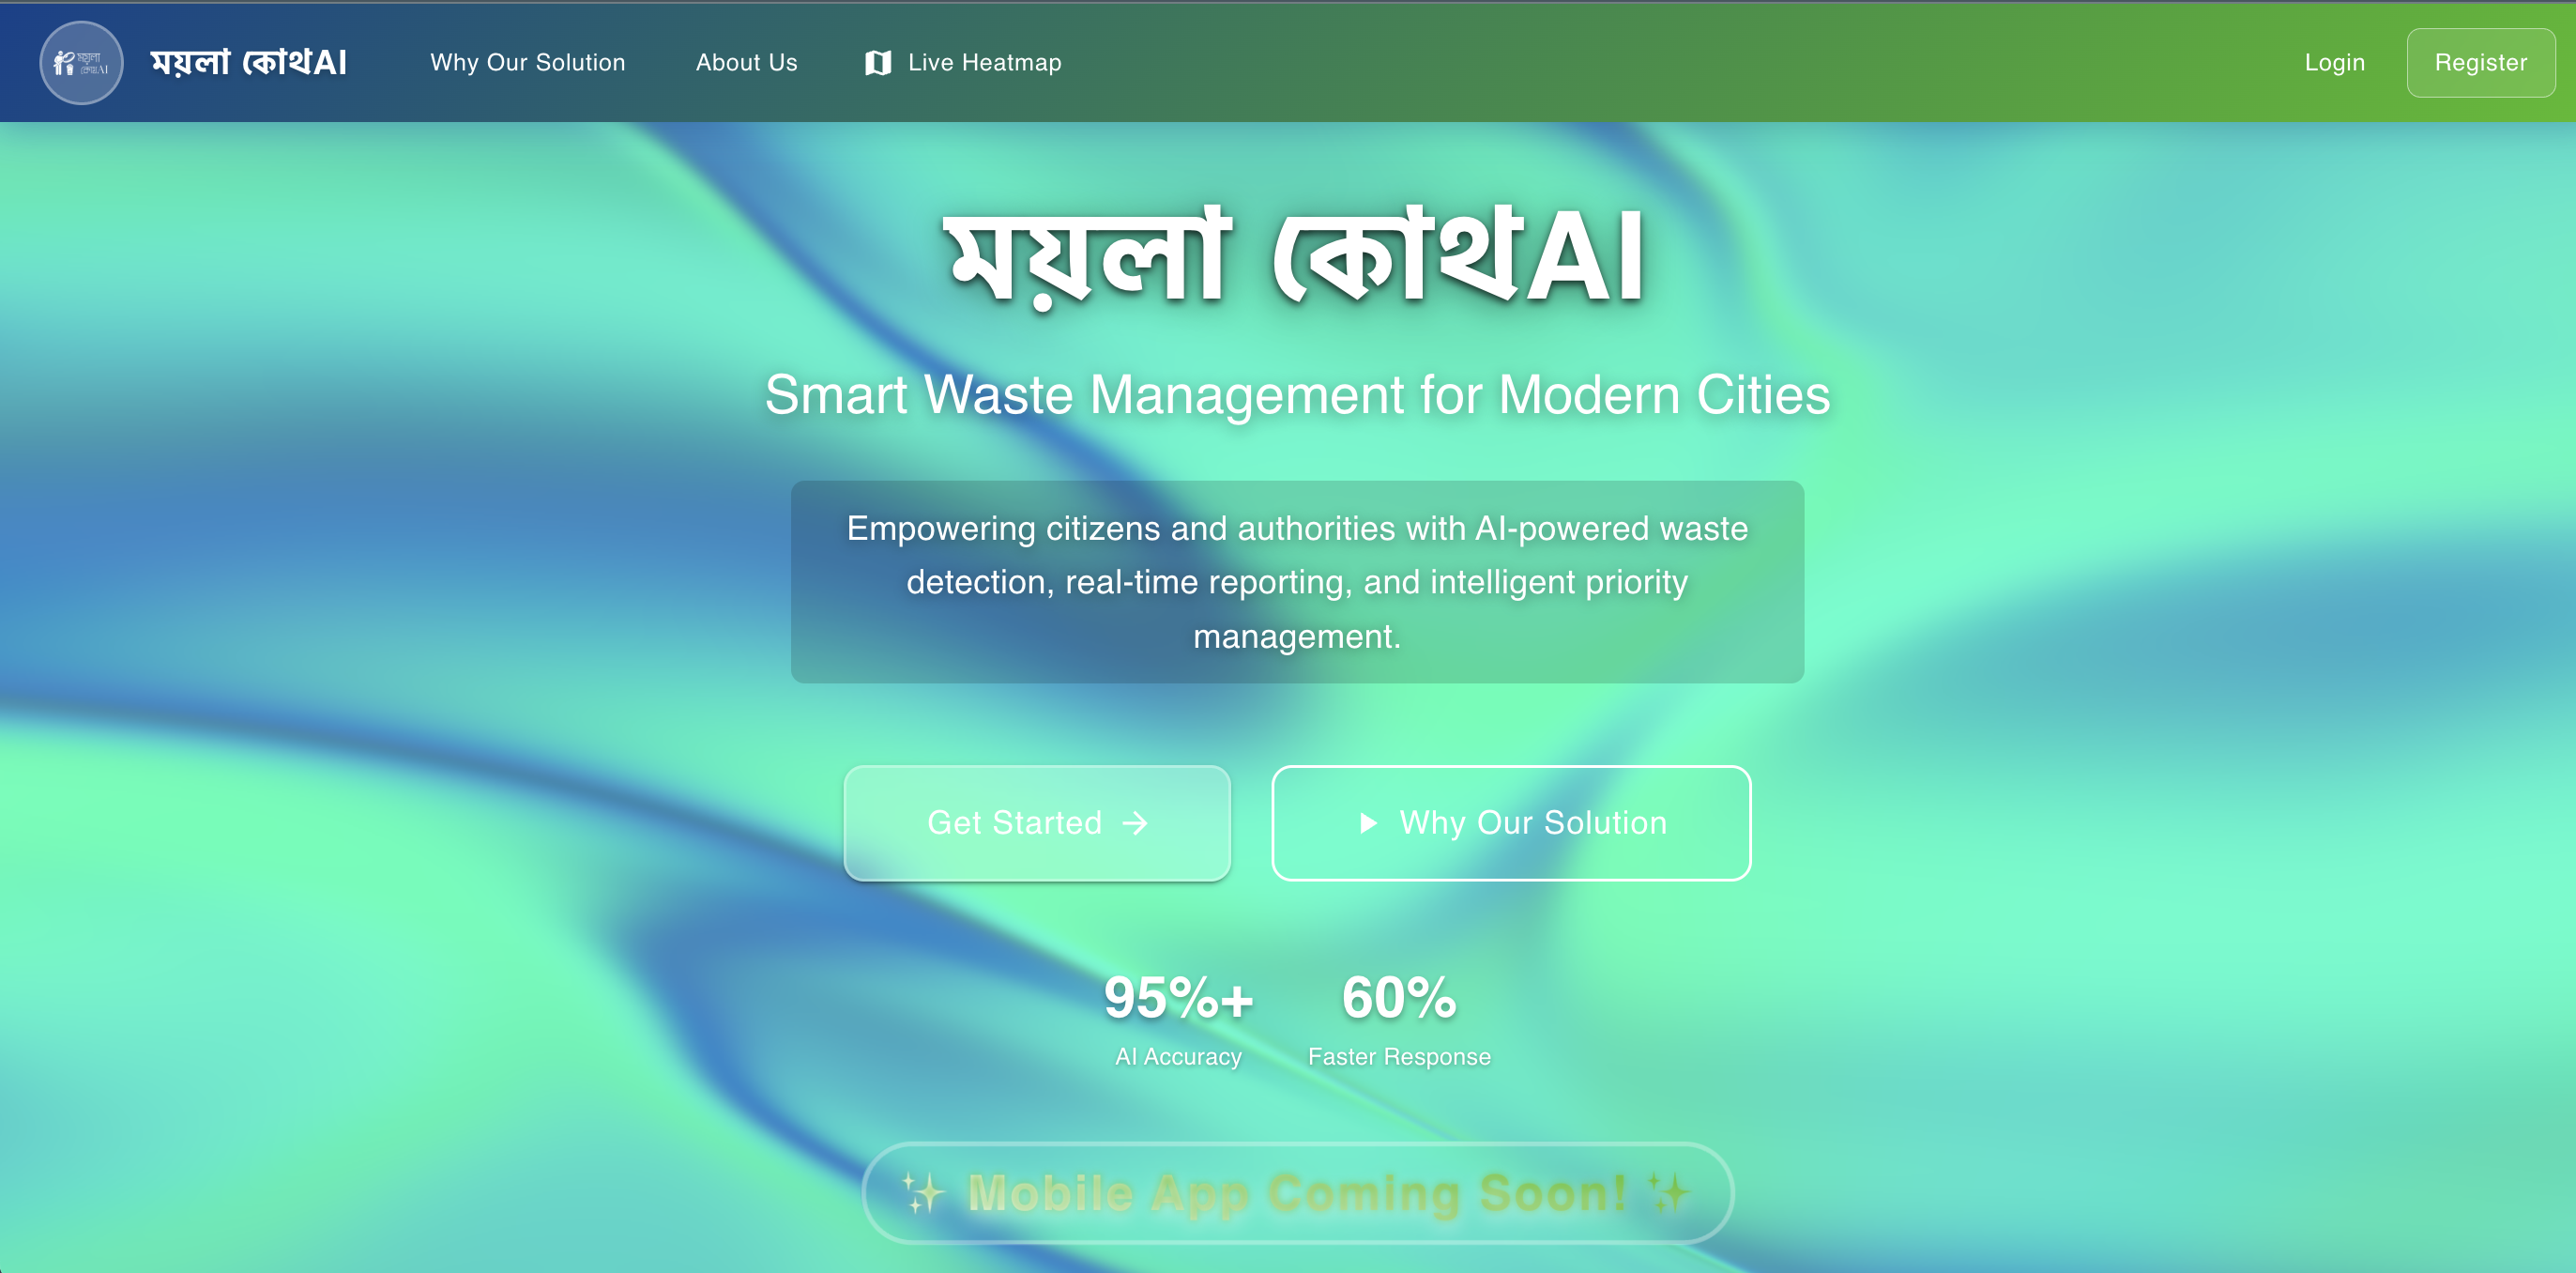 ময়লা কোথAI
ময়লা কোথAI
Why Our Solution
About Us
Live Heatmap
Login
Register
ময়লা কোথAI
Smart Waste Management for Modern Cities
Empowering citizens and authorities with AI-powered waste
detection, real-time reporting, and intelligent priority
management.
Get Started →
Why Our Solution
95%+
AI Accuracy
60%
Faster Response
✨ Mobile App Coming Soon! ✨